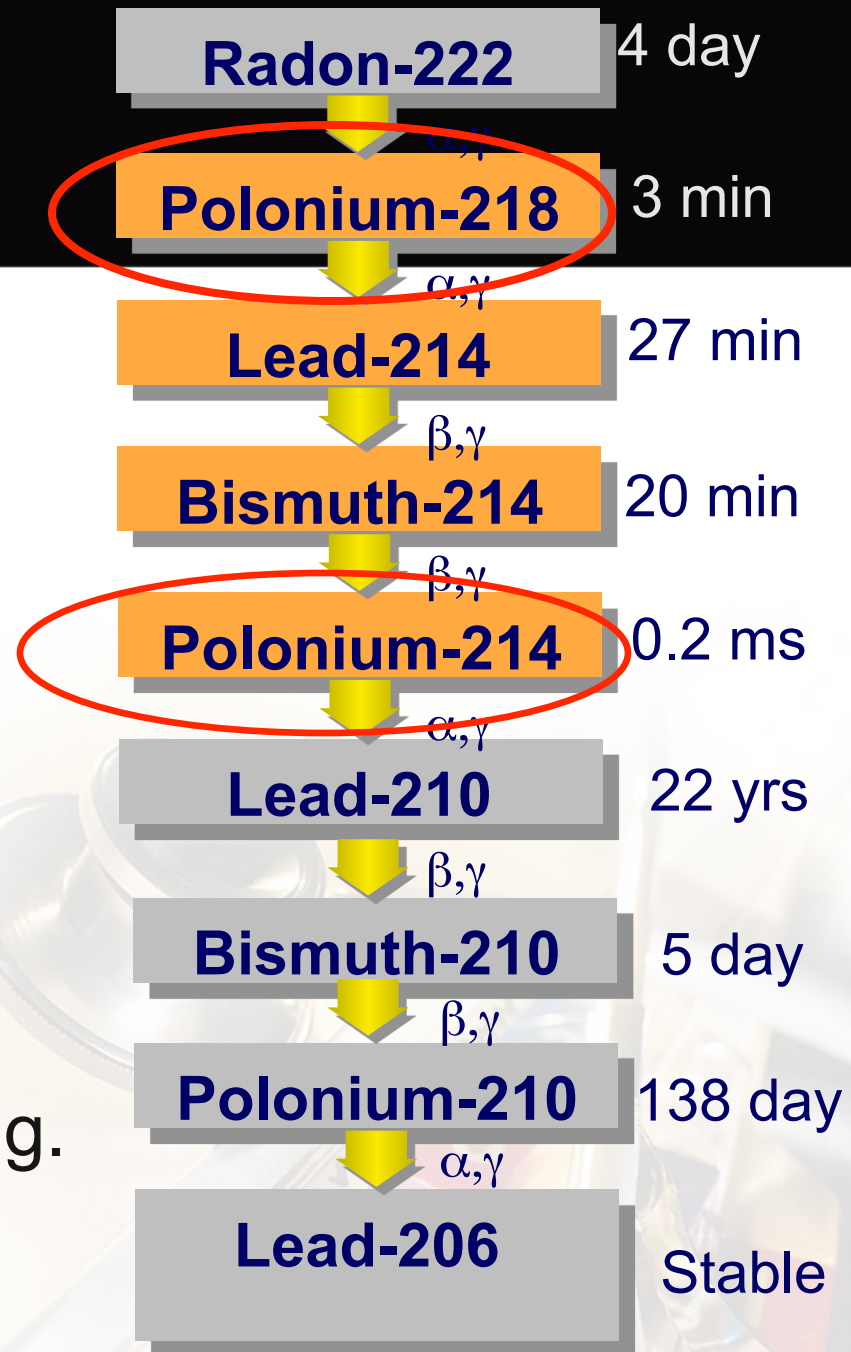 Radon-222 4 day
α,γ
Polonium-218 3 min
α,γ
Lead-214 27 min
β,γ
Bismuth-214 20 min
β,γ
Polonium-214 0.2 ms
α,γ
Lead-210 22 yrs
β,γ
Bismuth-210 5 day
β,γ
Polonium-210 138 day
g.
α,γ
Lead-206
Stable